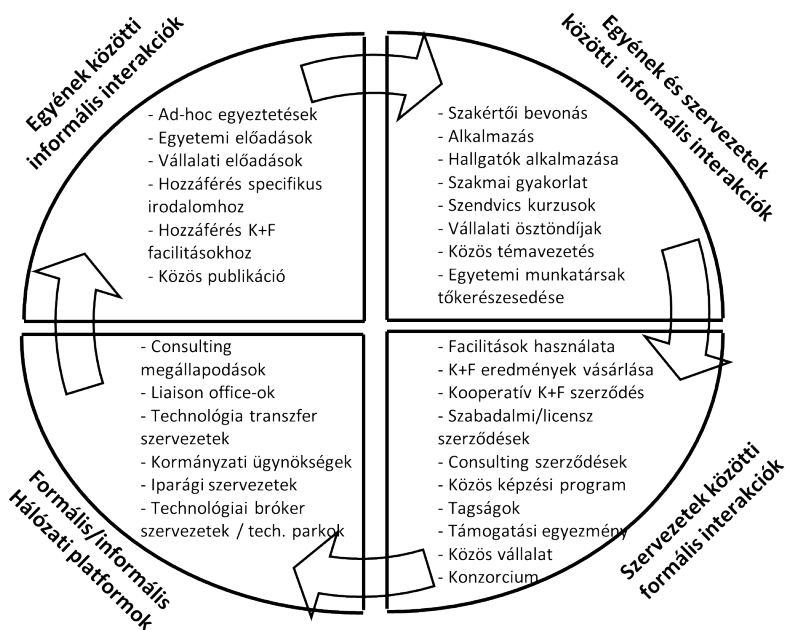 Egyének közötti
informális interakciók
- Ad-hoc egyeztetések
- Egyetemi előadások
- Vállalati előadások
- Hozzáférés specifikus
irodalomhoz
- Hozzáférés K+F
facilitásokhoz
- Közös publikáció
Egyének és szervezetek
közötti informális interakciók
- Szakértői bevonás
- Alkalmazás
- Hallgatók alkalmazása
- Szakmai gyakorlat
- Szendvics kurzusok
- Vállalati ösztöndíjak
- Közös témavezetés
- Egyetemi munkatársak
tőkerészesedése
- Consulting
megállapodások
- Liaison office-ok
- Technológia transzfer
szervezetek
- Kormányzati ügynökségek
- Iparági szervezetek
- Technológiai bróker
szervezetek / tech. parkok
Formális/informális
Hálózati platformok
- Facilitások használata
- K+F eredmények vásárlása
- Kooperatív K+F szerződés
- Szabadalmi/licensz
szerződések
- Consulting szerződések
- Közös képzési program
- Tagságok
- Támogatási egyezmény
- Közös vállalat
- Konzorcium
Szervezetek közötti
formális interakciók